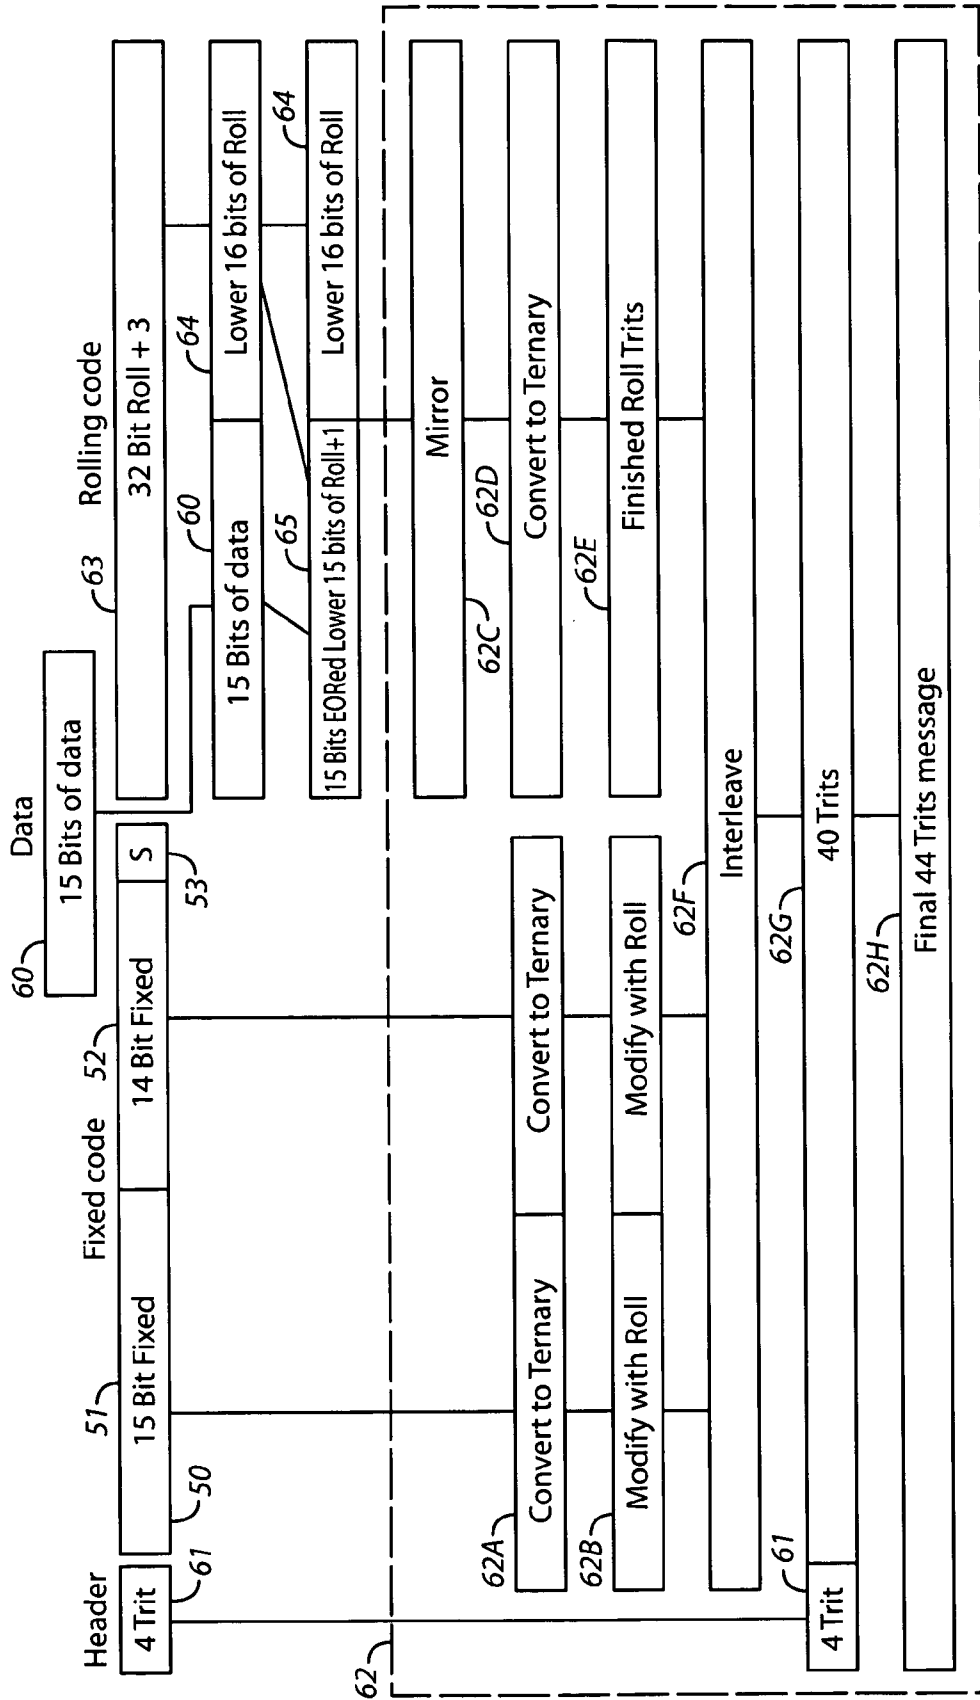 Header
Fixed code
Data
Rolling code
60
15 Bits of data
61
4 Trit
50
51
15 Bit Fixed
52
14 Bit Fixed
53
S
63
32 Bit Roll + 3
60
15 Bits of data
64
Lower 16 bits of Roll
65
15 Bits EORed Lower 15 bits of Roll+1
64
Lower 16 bits of Roll
62
Mirror
62C
62A
Convert to Ternary
Convert to Ternary
62D
Convert to Ternary
62B
Modify with Roll
Modify with Roll
62E
Finished Roll Trits
62F
Interleave
61
4 Trit
62G
40 Trits
62H
Final 44 Trits message